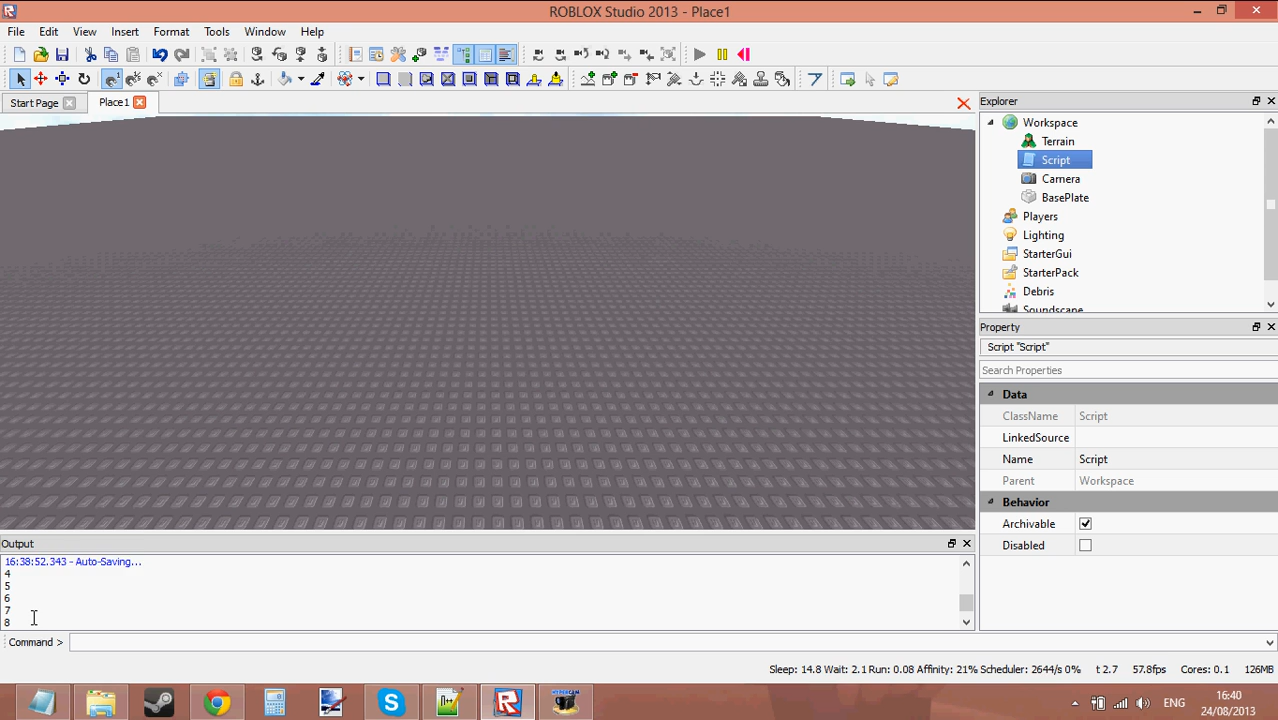 ROBLOX Studio 2013 - Place1
File Edit View Insert Format Tools Window Help
Start Page Place1
Explorer
Workspace
Terrain
Script
Camera
BasePlate
Players
Lighting
StarterGui
StarterPack
Debris
Soundscape
Property
Script "Script"
Search Properties
Data
ClassName Script
LinkedSource
Name Script
Parent Workspace
Behavior
Archivable
Disabled
Output
16:38:52.343 - Auto-Saving...
4
5
6
7
8
Command >
Sleep: 14.8 Wait: 2.1 Run: 0.08 Affinity: 21% Scheduler: 2644/s 0% t 2.7 57.8fps Cores: 0.1 126MB
ENG
16:40
24/08/2013